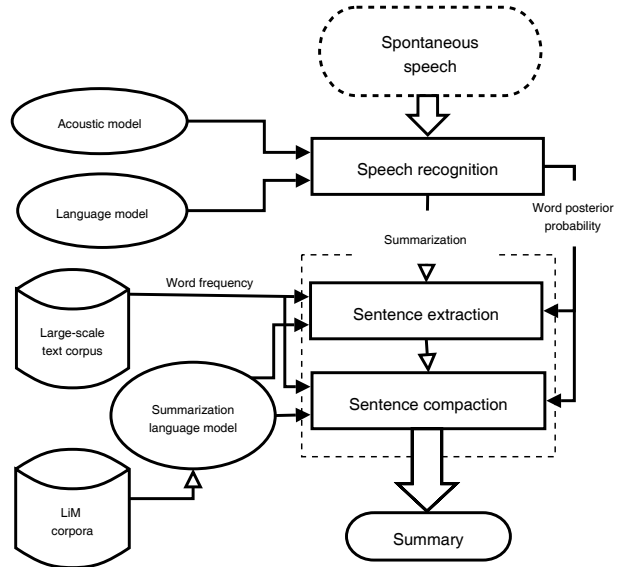 Spontaneous
speech
Acoustic model
Speech recognition
Language model
Word posterior
probability
Summarization
Word frequency
Sentence extraction
Large-scale
text corpus
Sentence compaction
Summarization
language model
LiM
corpora
Summary